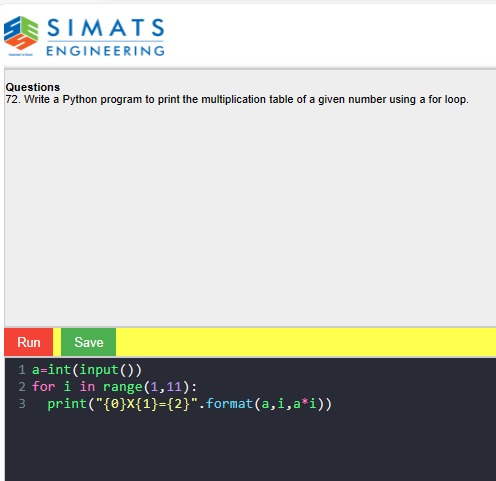 SIMATS
ENGINEERING
Questions
72. Write a Python program to print the multiplication table of a given number using a for loop.
Run Save
1 a=int(input())
2 for i in range(1,11):
3   print("{0}X{1}={2}".format(a,i,a*i))